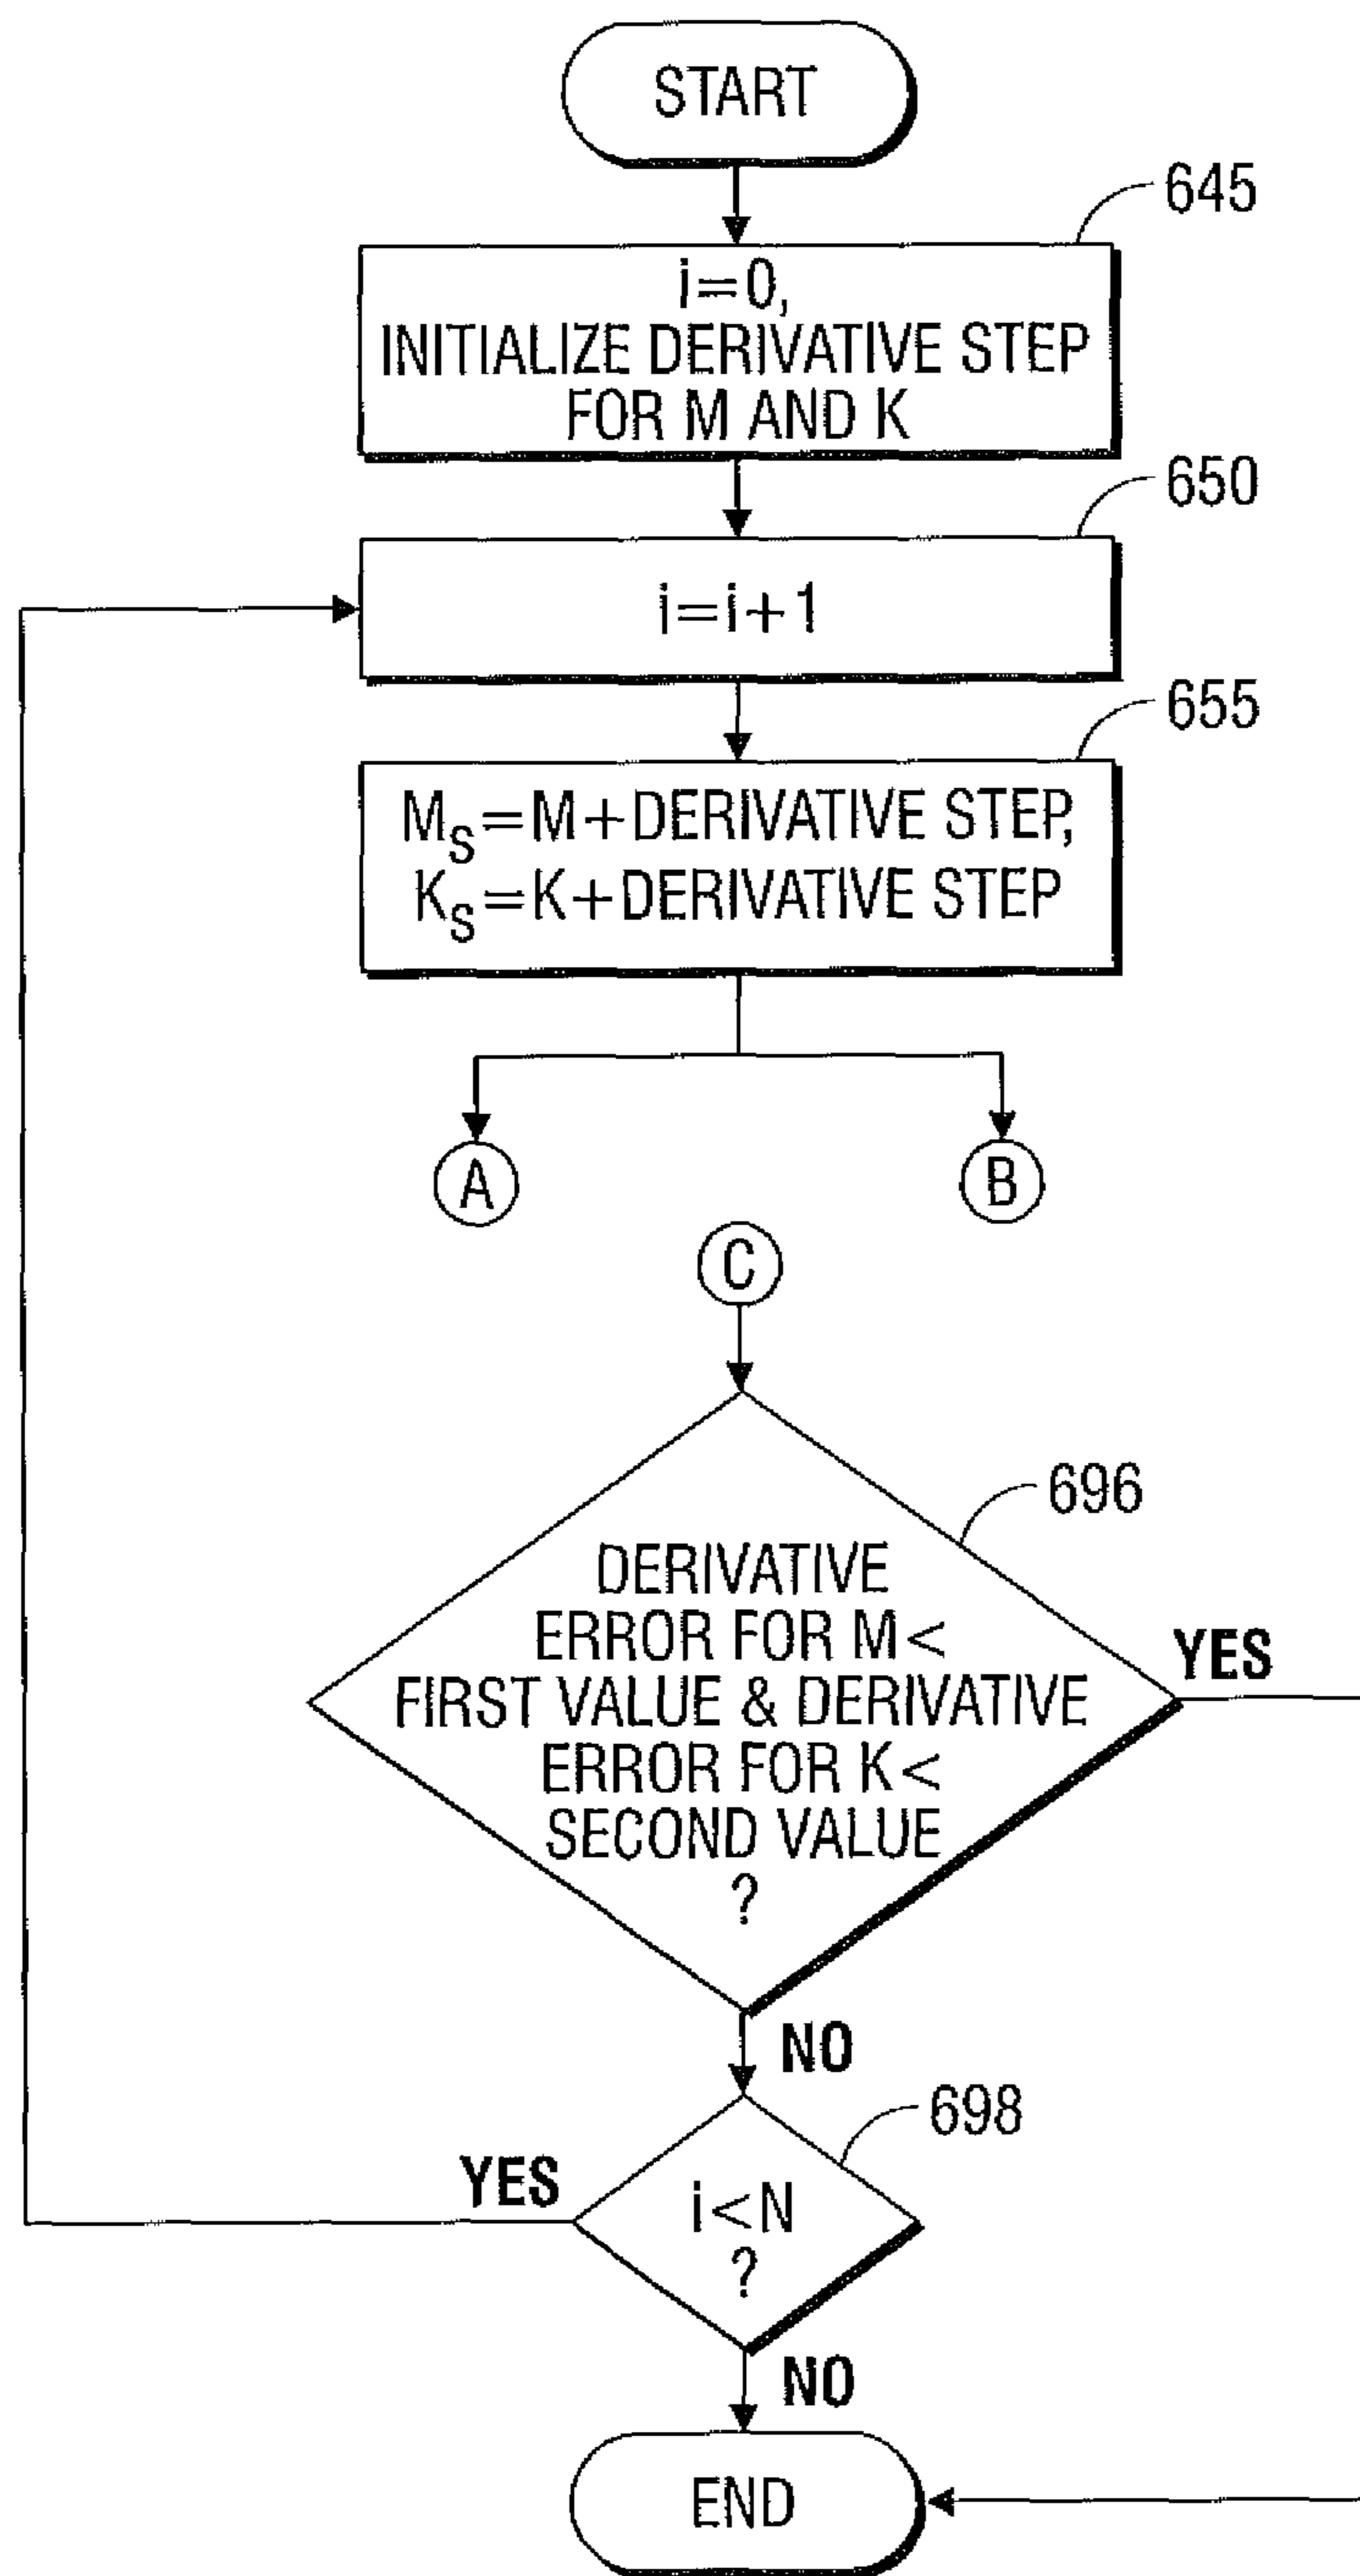 START
645
i=0,
INITIALIZE DERIVATIVE STEP
FOR M AND K
650
i=i+1
655
M_S=M+DERIVATIVE STEP,
K_S=K+DERIVATIVE STEP
A
B
C
696
DERIVATIVE
ERROR FOR M<
FIRST VALUE & DERIVATIVE
ERROR FOR K<
SECOND VALUE
?
YES
NO
698
YES
i<N
?
NO
END